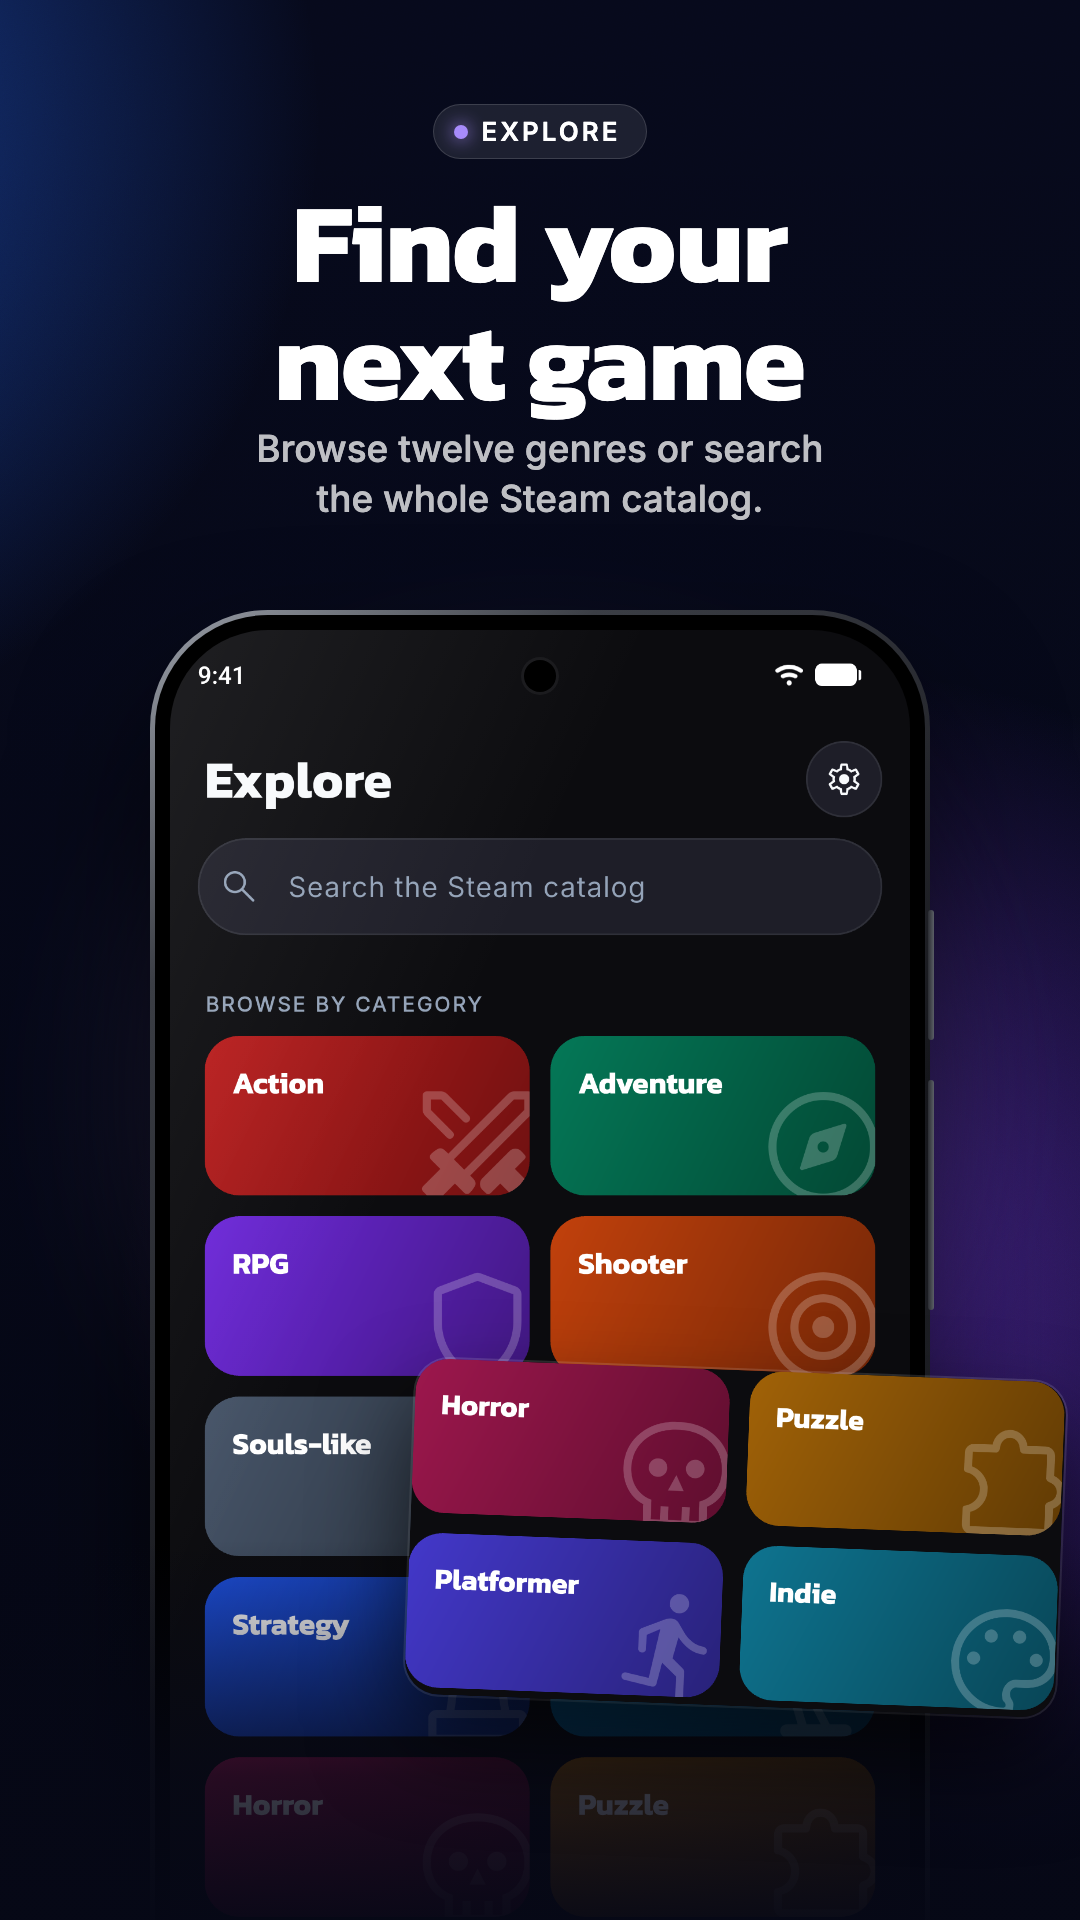 EXPLORE
Find your
next game
Browse twelve genres or search
the whole Steam catalog.
9:41
Explore
Search the Steam catalog
BROWSE BY CATEGORY
Action
Adventure
RPG
Shooter
Souls-like
Horror
Puzzle
Strategy
Platformer
Indie
Horror
Puzzle